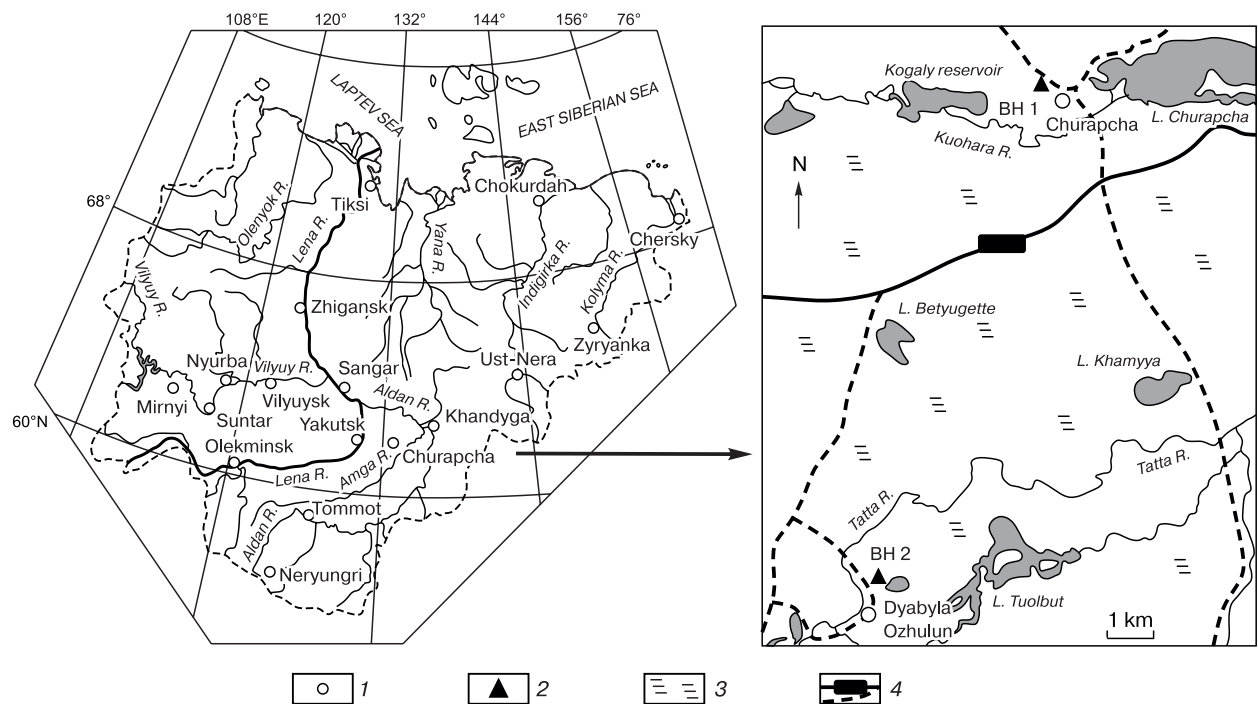 108°E 120° 132° 144° 156° 76°
LAPTEV SEA
EAST SIBERIAN SEA
Olenyok R.
Tiksi
Chokurdah
68°
Lena R.
Yana R.
Chersky
Vilyuy R.
Indigirka R.
Kolyma R.
Zhigansk
Zyryanka
Nyurba
Vilyuy R.
Sangar
Ust-Nera
Mirnyi
Vilyuysk
Aldan R.
60°N
Suntar
Yakutsk
Khandyga
Olekminsk
Churapcha
Lena R.
Amga R.
Tommot
Aldan R.
Neryungri
Kogaly reservoir
BH 1
Churapcha
L. Churapcha
Kuohara R.
N
L. Betyugette
L. Khamyya
Tatta R.
Tatta R.
BH 2
Dyabyla
Ozhulun
L. Tuolbut
1 km
1 2 3 4